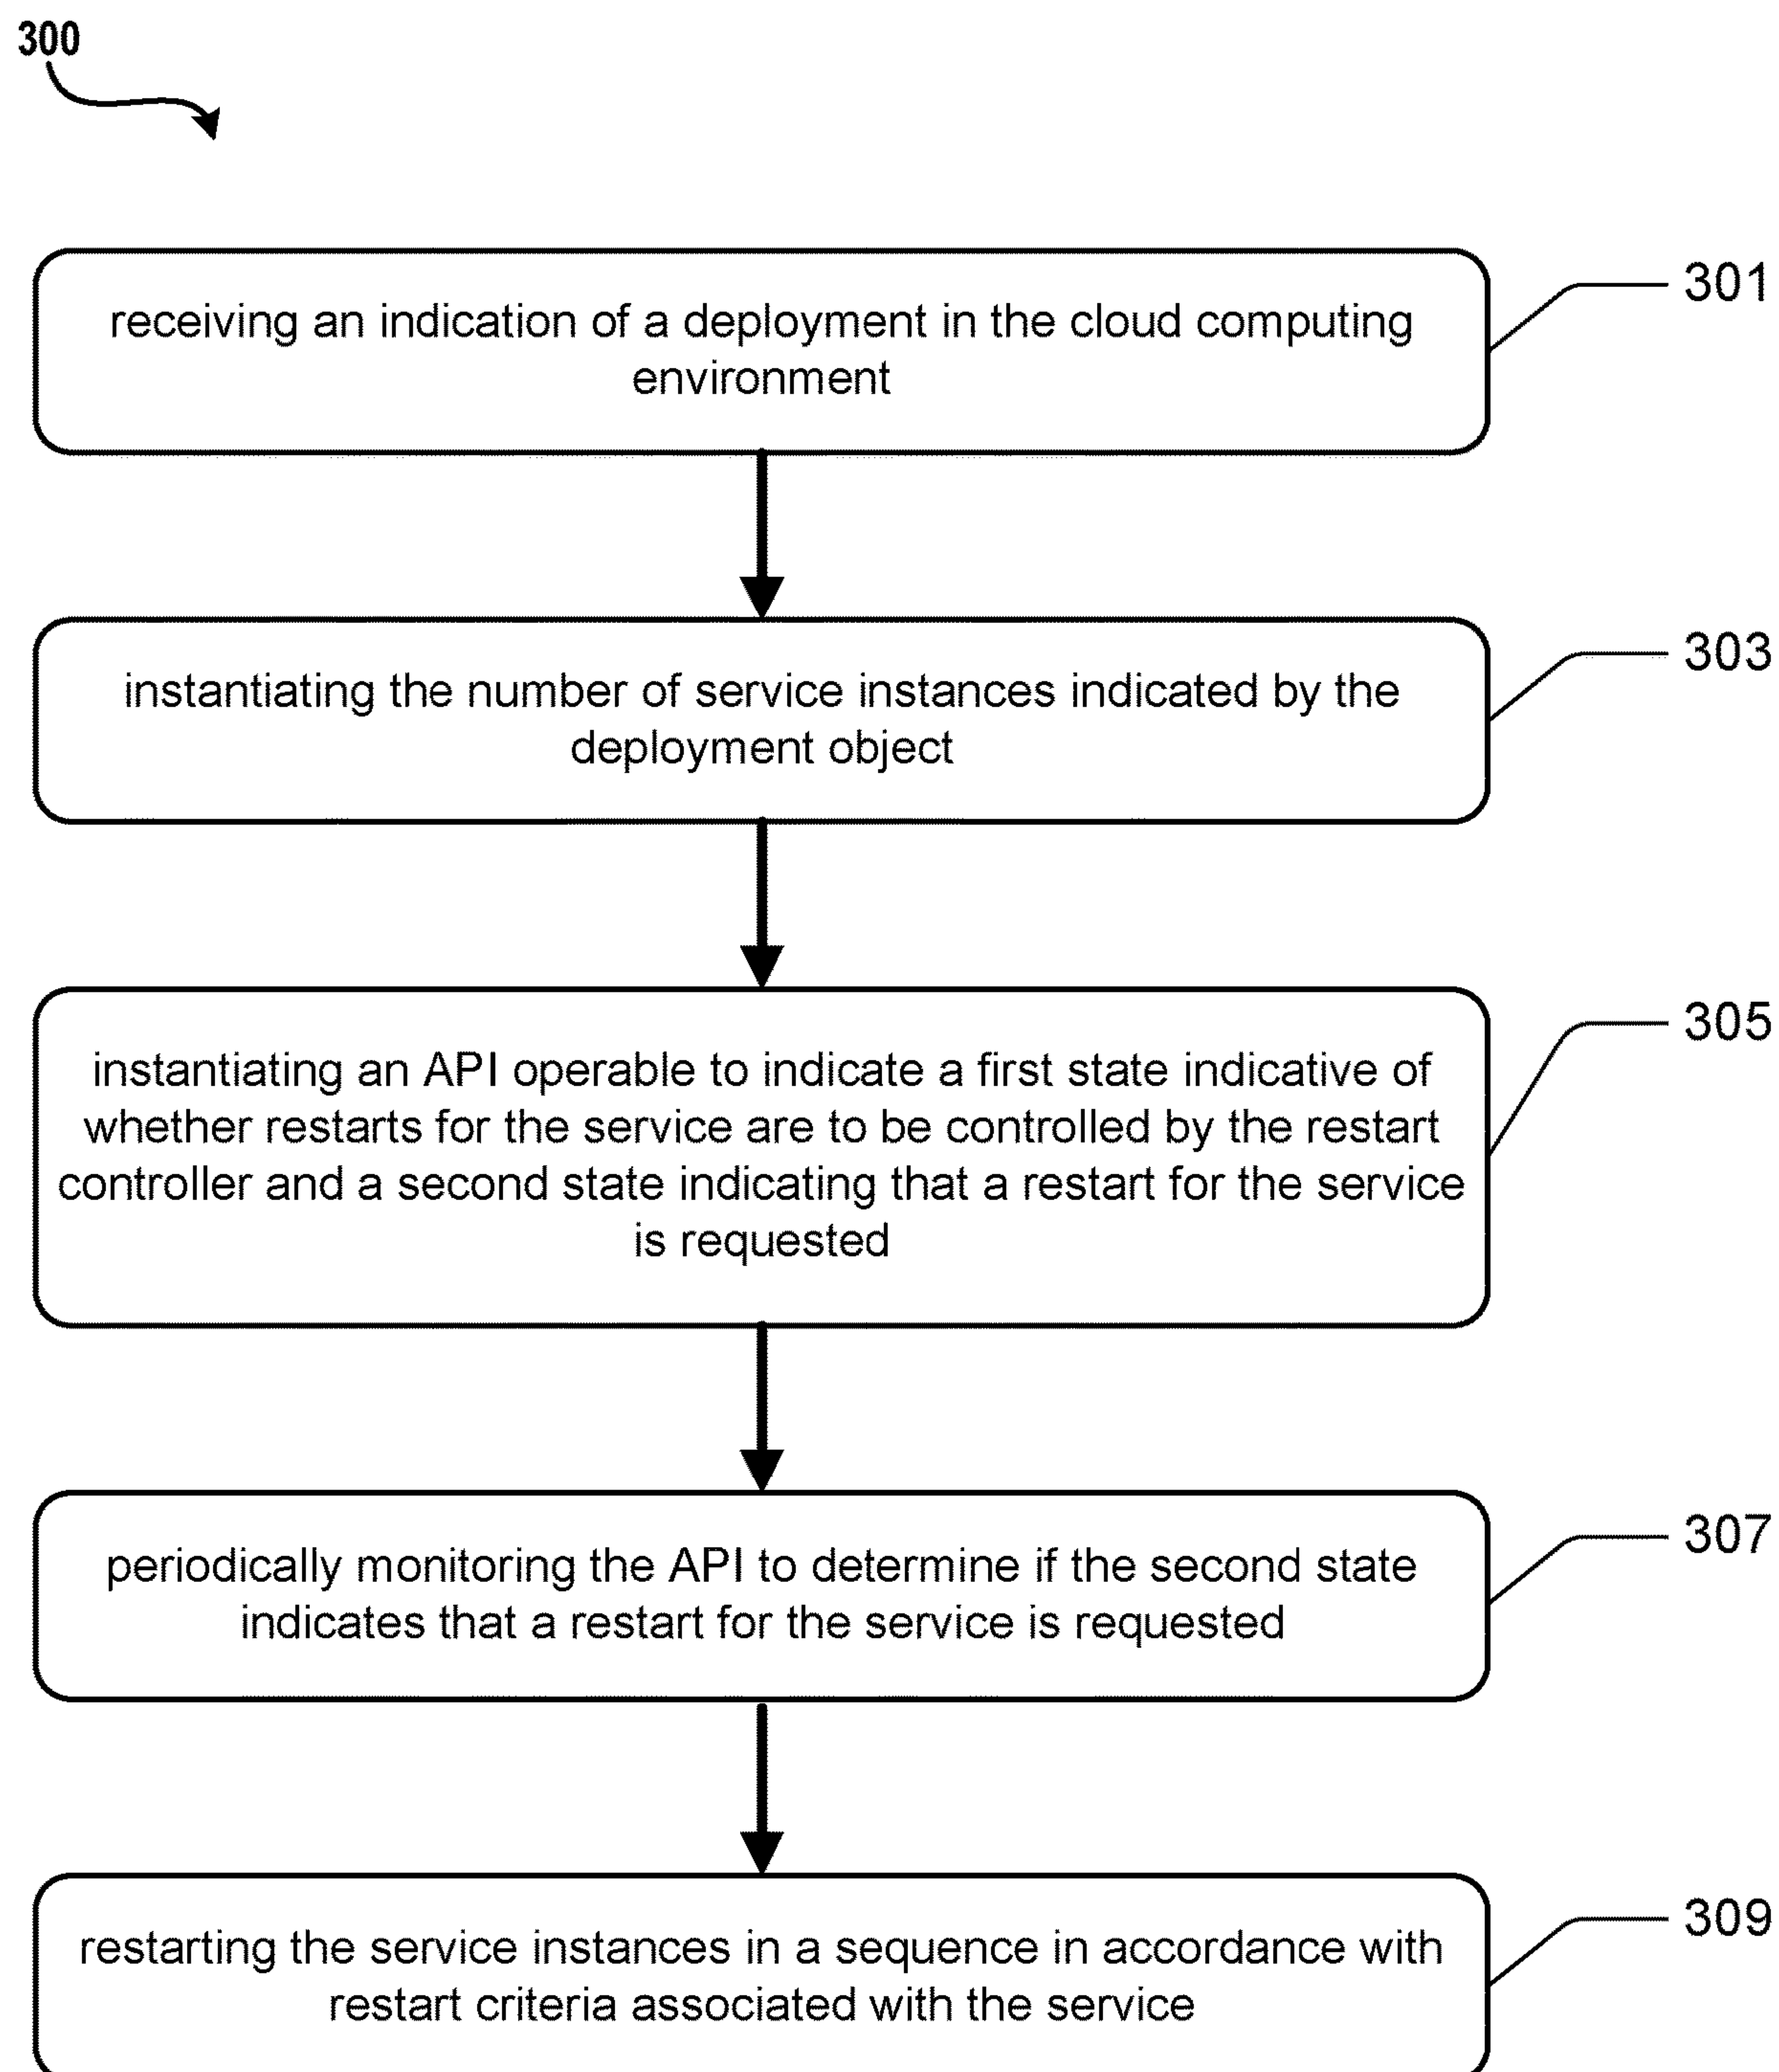 300
receiving an indication of a deployment in the cloud computing
environment
301
instantiating the number of service instances indicated by the
deployment object
303
instantiating an API operable to indicate a first state indicative of
whether restarts for the service are to be controlled by the restart
controller and a second state indicating that a restart for the service
is requested
305
periodically monitoring the API to determine if the second state
indicates that a restart for the service is requested
307
restarting the service instances in a sequence in accordance with
restart criteria associated with the service
309